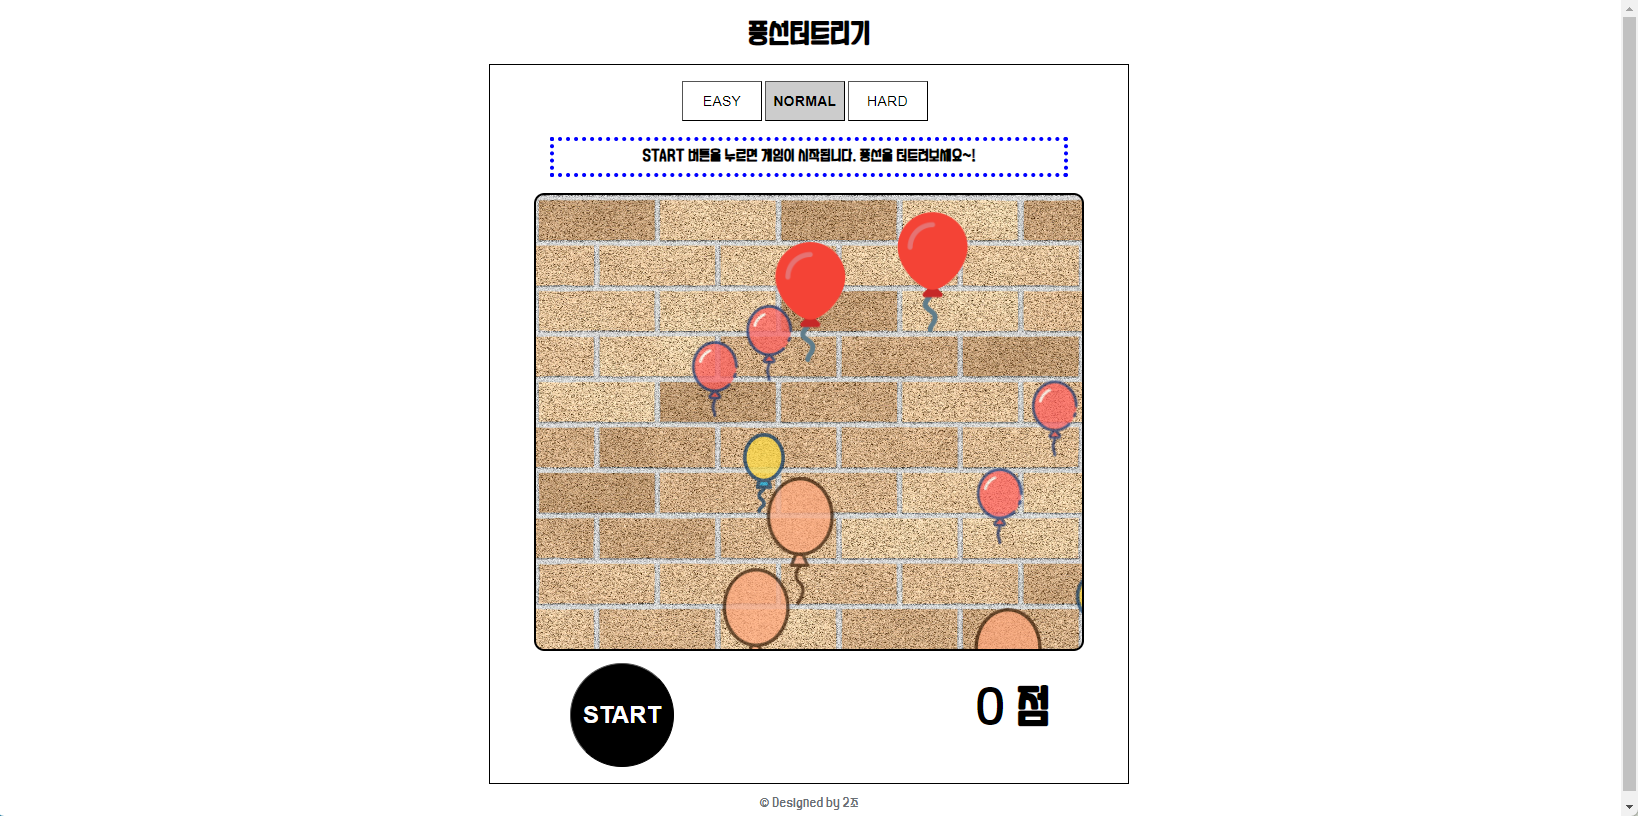 풍선터트리기
EASY NORMAL HARD
START 버튼을 누르면 게임이 시작됩니다. 풍선을 터트려보세요~!
START
0 점
© Designed by 2조